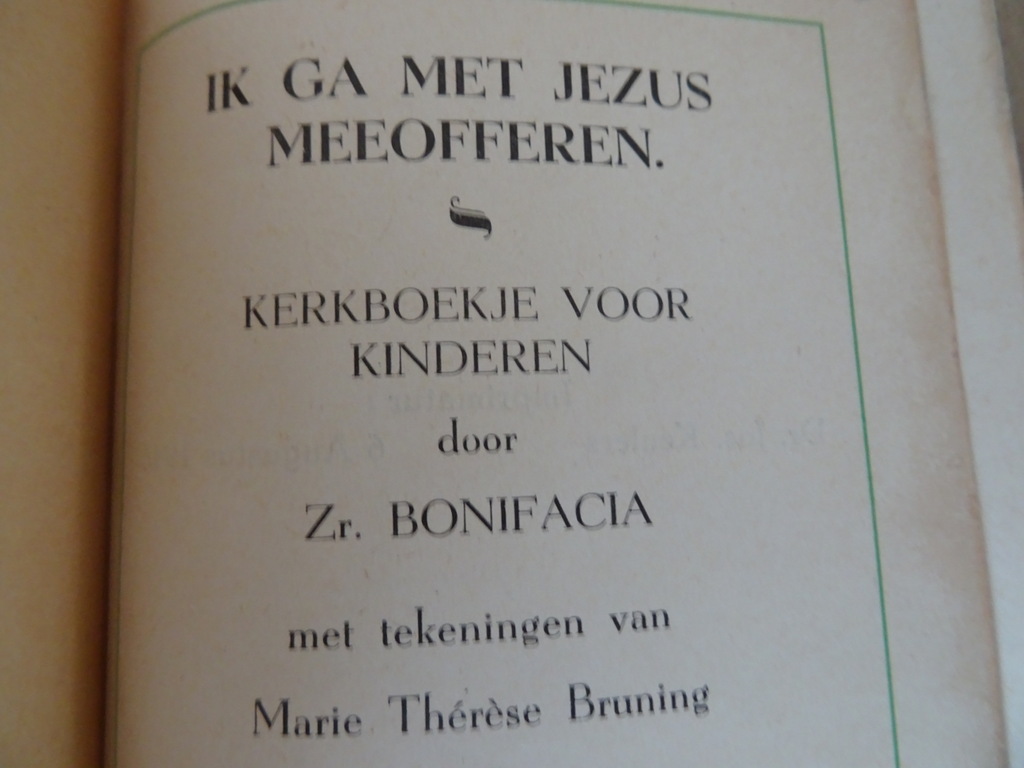 IK GA MET JEZUS
MEEOFFEREN.
KERKBOEKJE VOOR
KINDEREN
door
Zr. BONIFACIA
met tekeningen van
Marie Thérèse Bruning